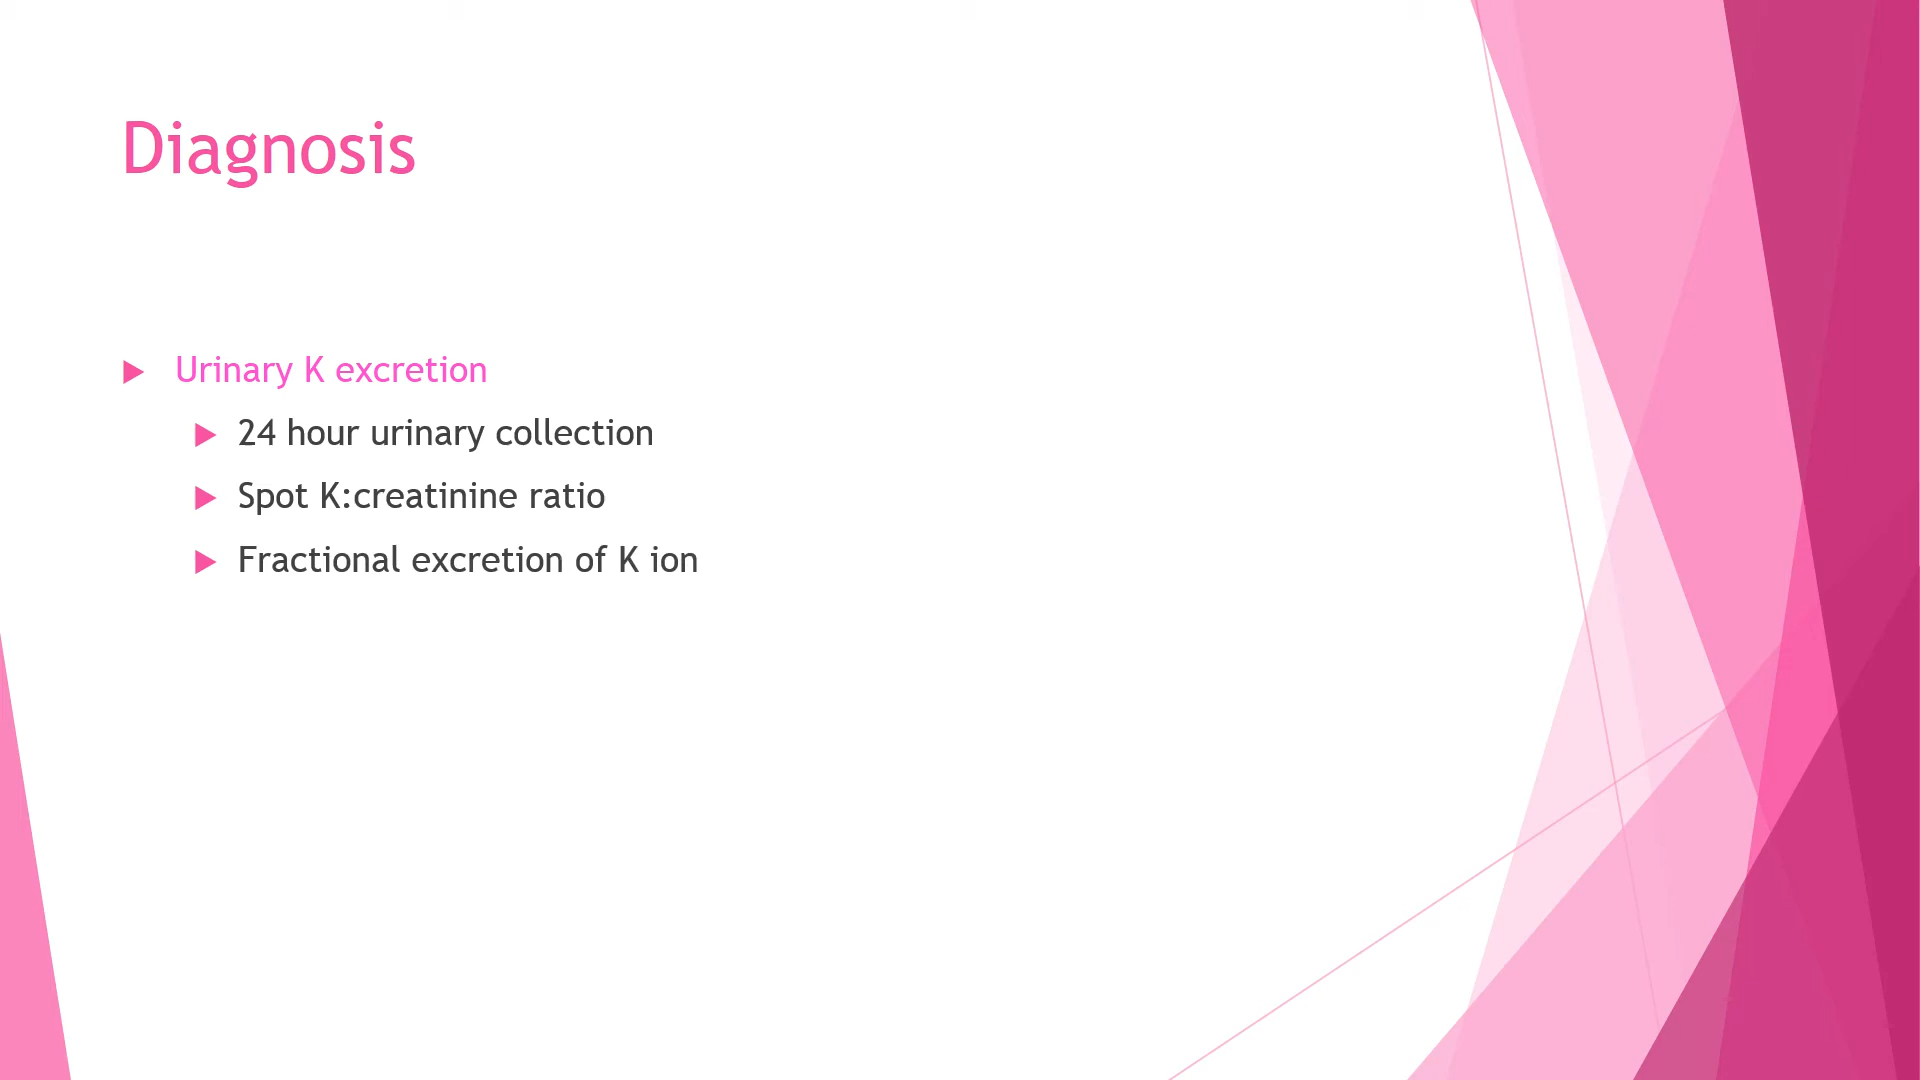 Diagnosis
Urinary K excretion
24 hour urinary collection
Spot K:creatinine ratio
Fractional excretion of K ion